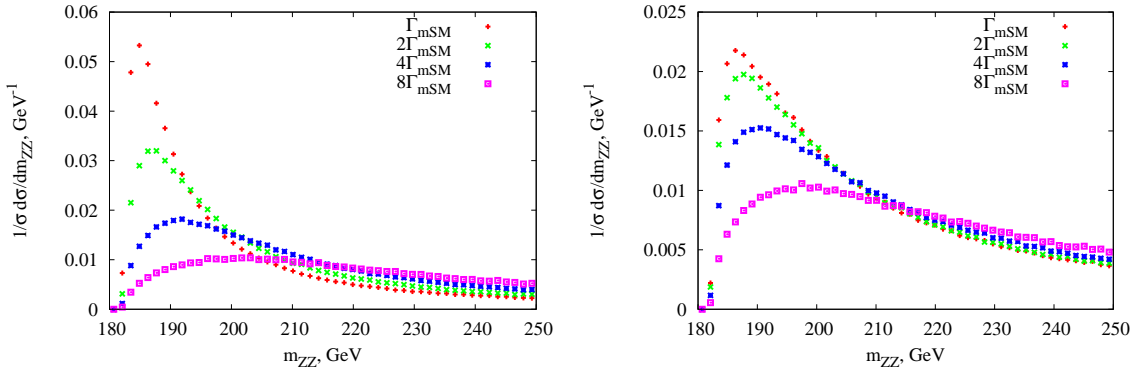 1/σ dσ/dm_ZZ, GeV⁻¹
0.06
0.05
0.04
0.03
0.02
0.01
0
180 190 200 210 220 230 240 250
m_ZZ, GeV
Γ_mSM
2Γ_mSM
4Γ_mSM
8Γ_mSM
1/σ dσ/dm_ZZ, GeV⁻¹
0.025
0.02
0.015
0.01
0.005
0
180 190 200 210 220 230 240 250
m_ZZ, GeV
Γ_mSM
2Γ_mSM
4Γ_mSM
8Γ_mSM